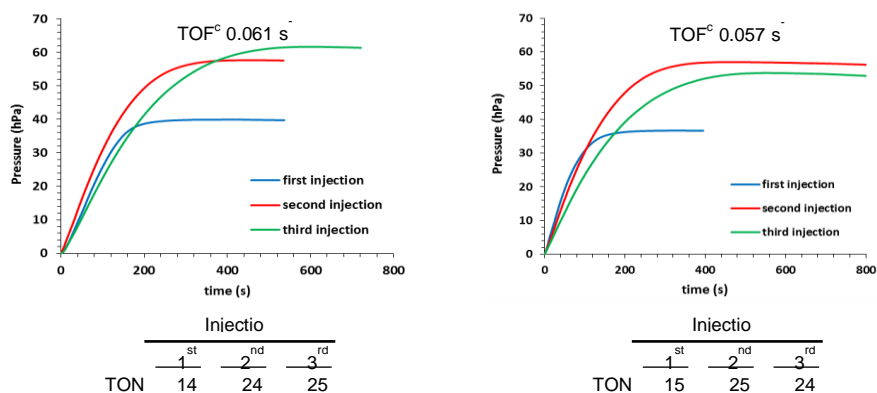 TOFᶜ 0.061 s⁻
70
60
50
40
30
20
10
0
Pressure (hPa)
first injection
second injection
third injection
0 200 400 600 800
time (s)
Injectio
1st 2nd 3rd
TON 14 24 25
TOFᶜ 0.057 s⁻
70
60
50
40
30
20
10
0
Pressure (hPa)
first injection
second injection
third injection
0 200 400 600 800
time (s)
Injectio
1st 2nd 3rd
TON 15 25 24